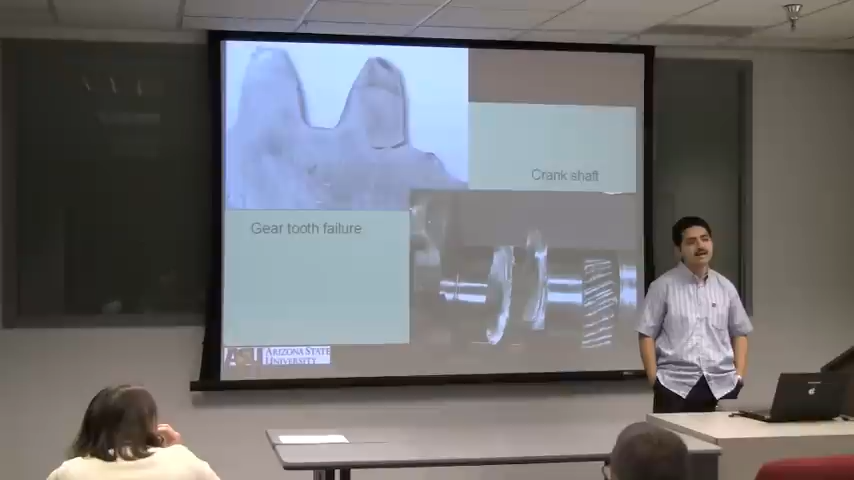 Crank shaft
Gear tooth failure
ARIZONA STATE
UNIVERSITY